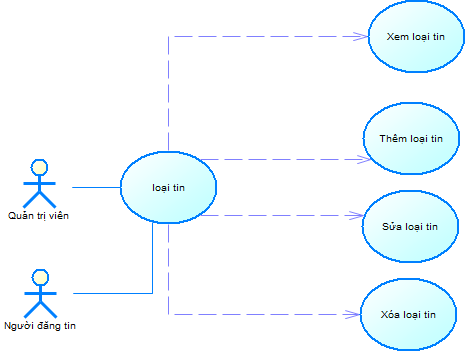 Xem loại tin
Thêm loại tin
loại tin
Quản trị viên
Sửa loại tin
Xóa loại tin
Người đăng tin